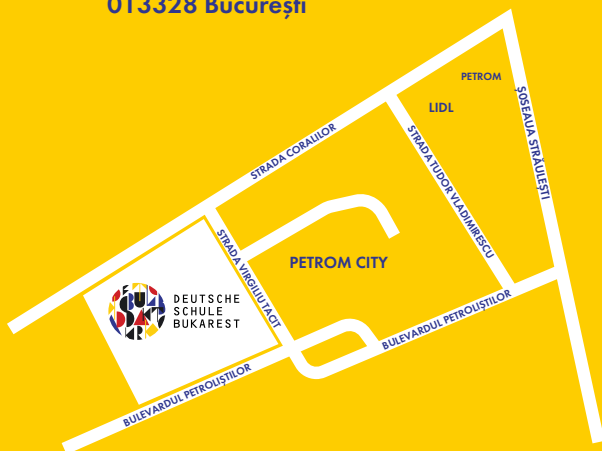 013328 București
PETROM
LIDL
ȘOSEAUA STRĂULEȘTI
STRADA CORALILOR
STRADA TUDOR VLADIMIRESCU
STRADA VIRGILIU TACIT
PETROM CITY
DEUTSCHE
SCHULE
BUKAREST
BULEVARDUL PETROLIȘTILOR
BULEVARDUL PETROLIȘTILOR